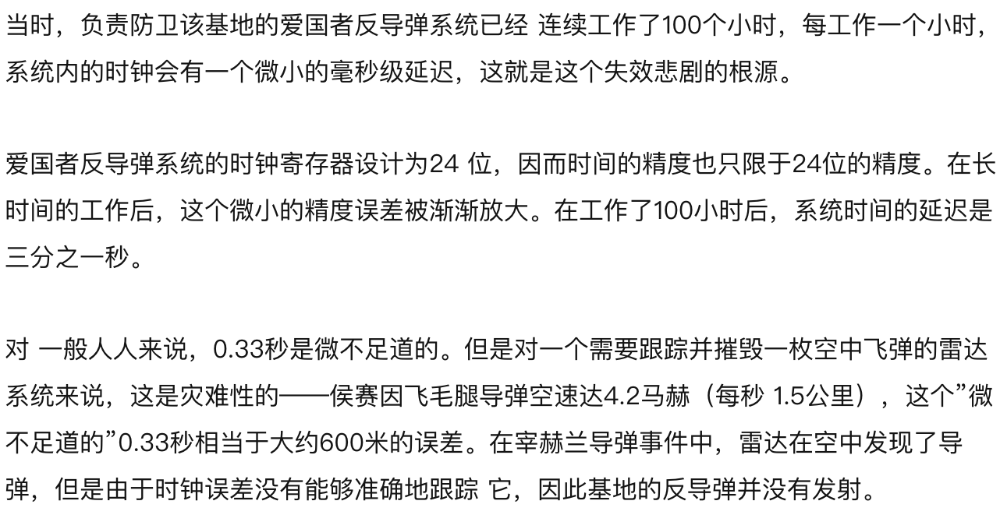 当时，负责防卫该基地的爱国者反导弹系统已经 连续工作了100个小时，每工作一个小时，
系统内的时钟会有一个微小的毫秒级延迟，这就是这个失效悲剧的根源。
爱国者反导弹系统的时钟寄存器设计为24 位，因而时间的精度也只限于24位的精度。在长
时间的工作后，这个微小的精度误差被渐渐放大。在工作了100小时后，系统时间的延迟是
三分之一秒。
对 一般人人来说，0.33秒是微不足道的。但是对一个需要跟踪并摧毁一枚空中飞弹的雷达
系统来说，这是灾难性的——侯赛因飞毛腿导弹空速达4.2马赫（每秒 1.5公里），这个”微
不足道的”0.33秒相当于大约600米的误差。在宰赫兰导弹事件中，雷达在空中发现了导
弹，但是由于时钟误差没有能够准确地跟踪 它，因此基地的反导弹并没有发射。